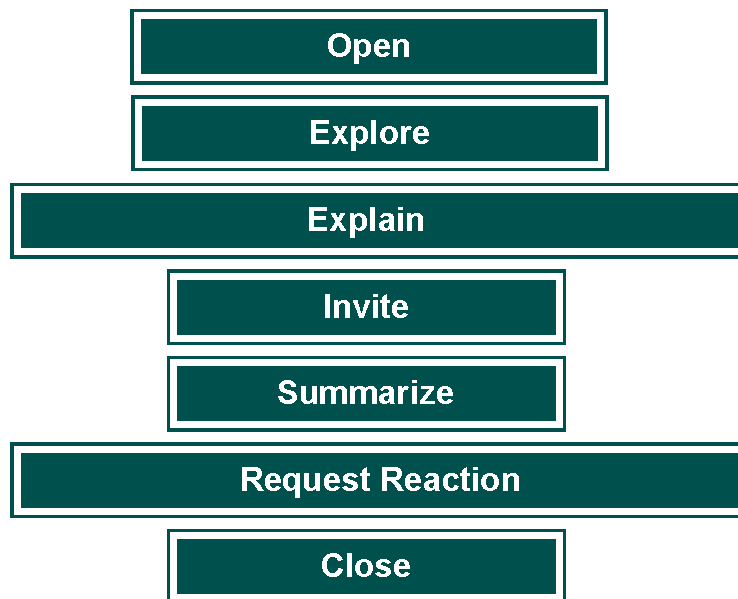 Open
Explore
Explain
Invite
Summarize
Request Reaction
Close